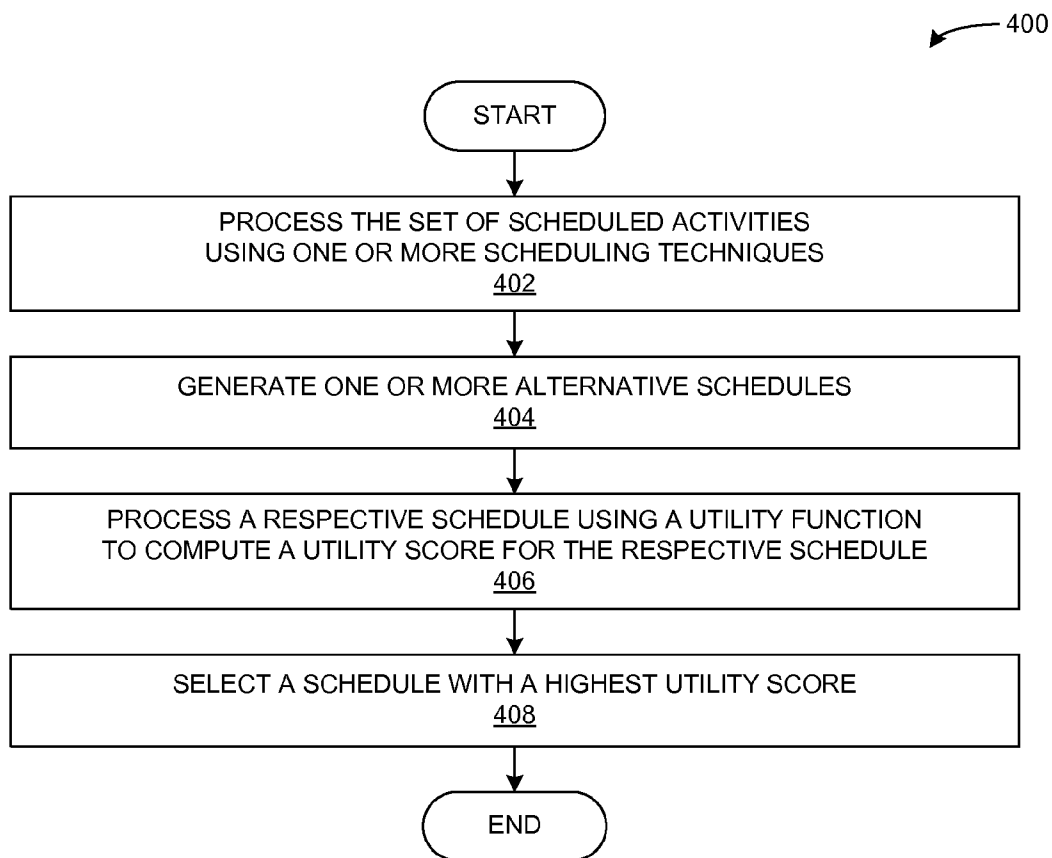 400
START
PROCESS THE SET OF SCHEDULED ACTIVITIES
USING ONE OR MORE SCHEDULING TECHNIQUES
402
GENERATE ONE OR MORE ALTERNATIVE SCHEDULES
404
PROCESS A RESPECTIVE SCHEDULE USING A UTILITY FUNCTION
TO COMPUTE A UTILITY SCORE FOR THE RESPECTIVE SCHEDULE
406
SELECT A SCHEDULE WITH A HIGHEST UTILITY SCORE
408
END